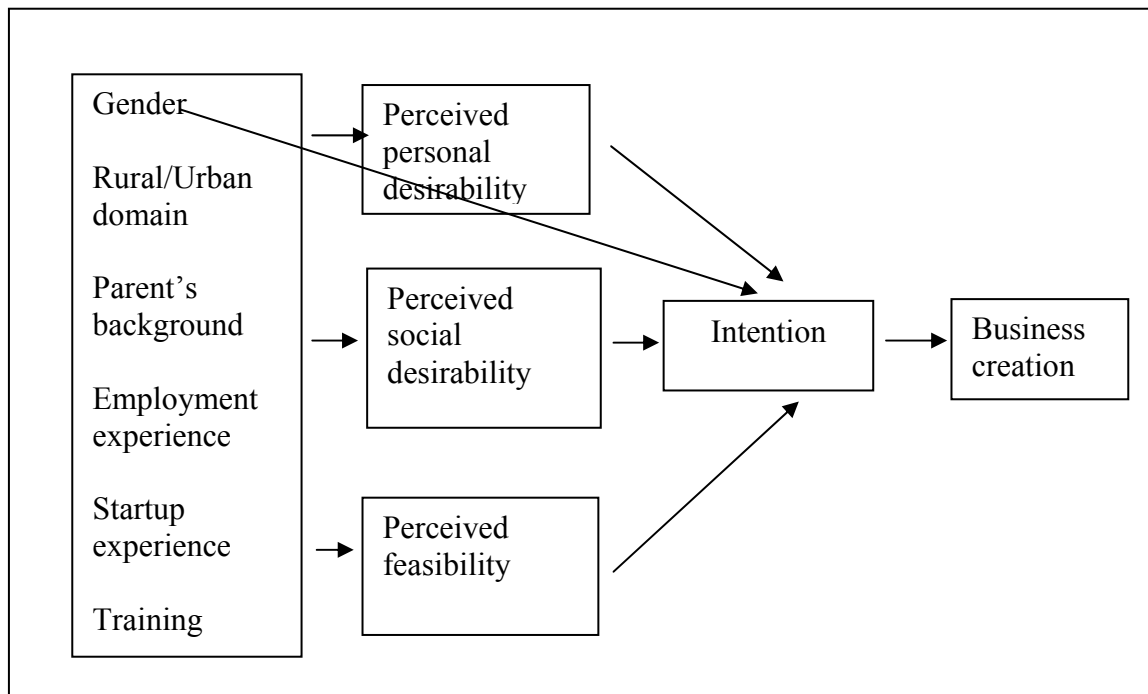 Gender
Rural/Urban
domain
Parent’s
background
Employment
experience
Startup
experience
Training
Perceived
personal
desirability
Perceived
social
desirability
Perceived
feasibility
Intention
Business
creation